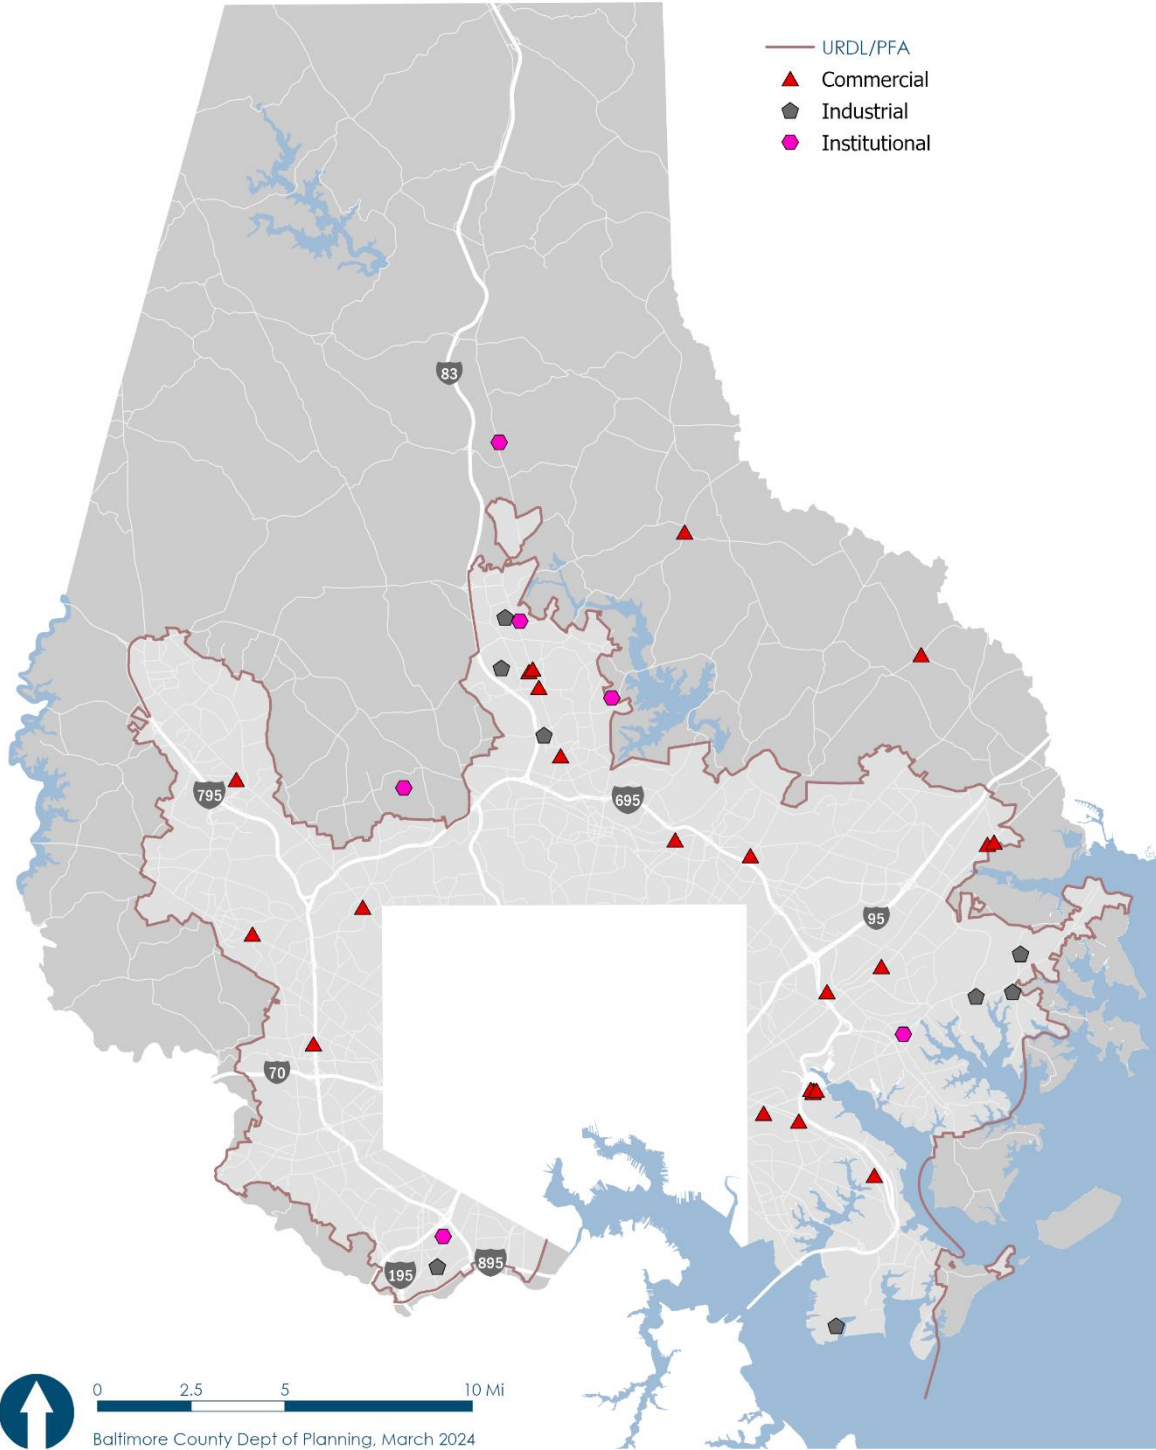 URDL/PFA
Commercial
Industrial
Institutional
83
795
695
95
70
895
195
0 2.5 5 10 Mi
Baltimore County Dept of Planning, March 2024